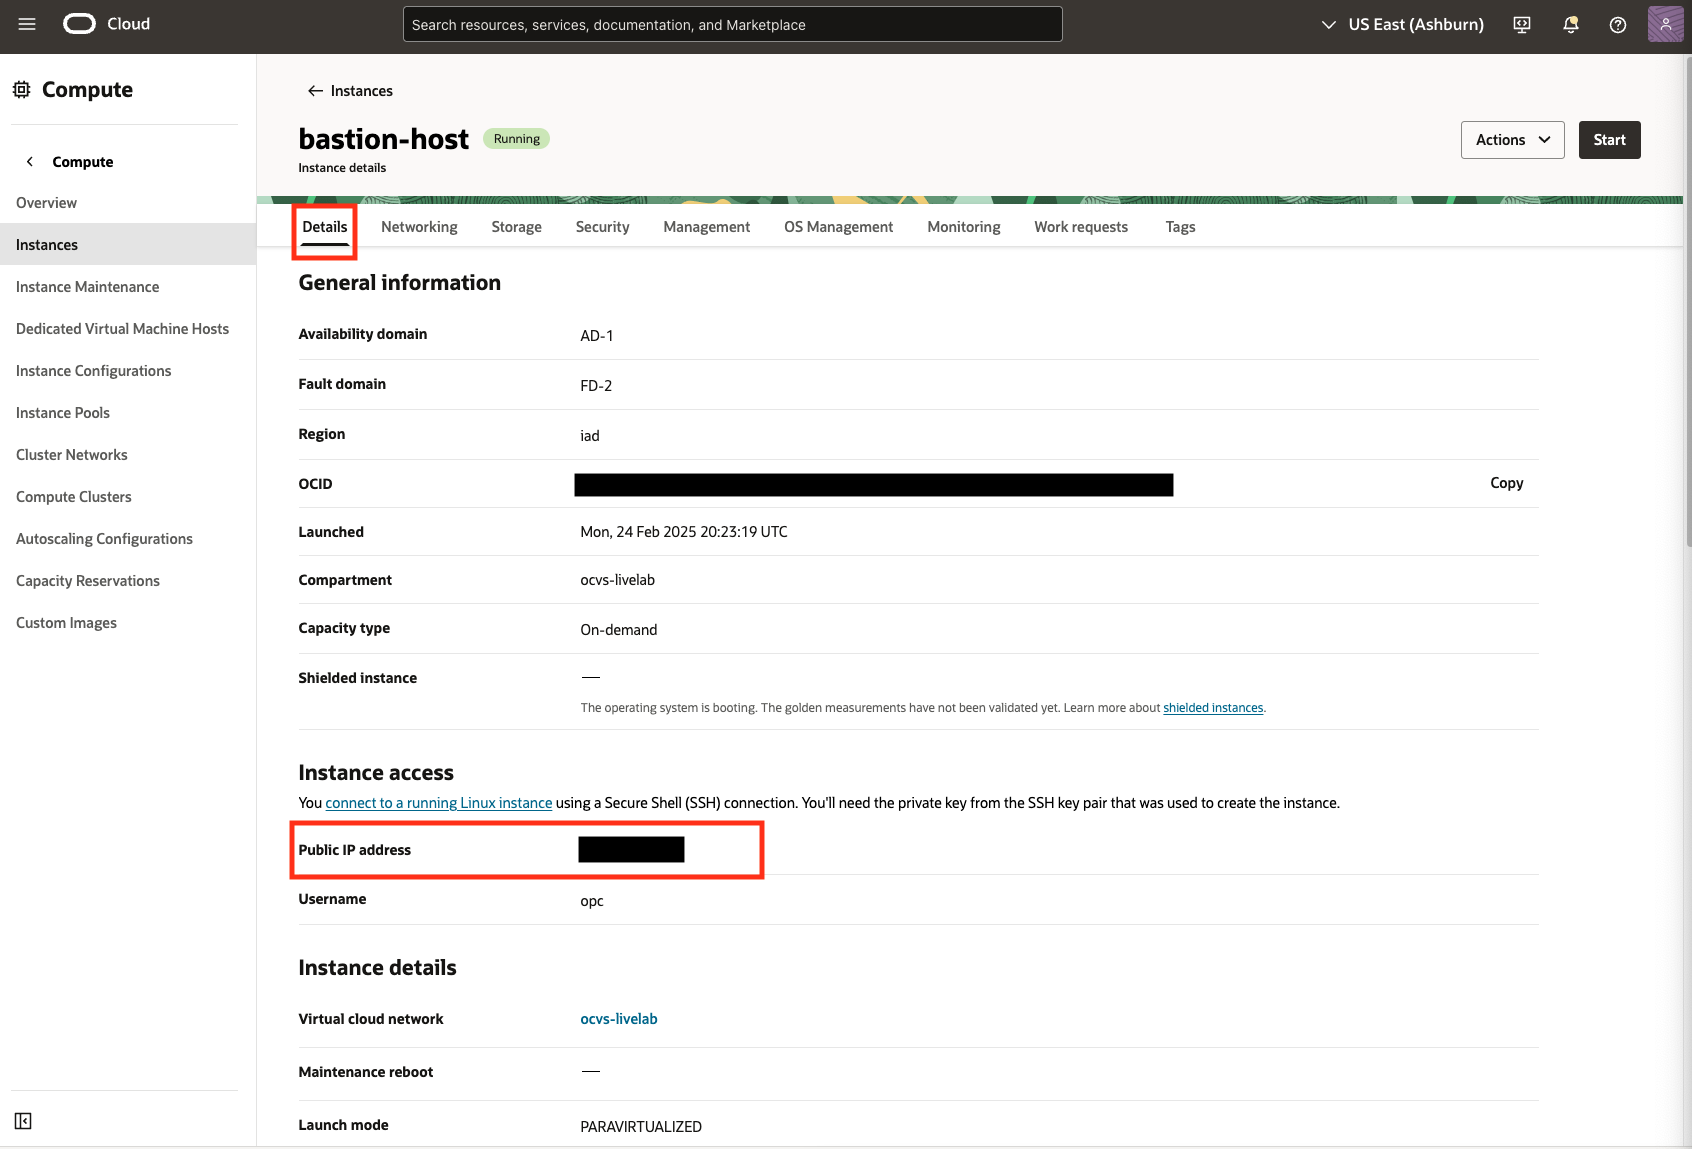 Cloud
Search resources, services, documentation, and Marketplace
US East (Ashburn)
Compute
Compute
Overview
Instances
Instance Maintenance
Dedicated Virtual Machine Hosts
Instance Configurations
Instance Pools
Cluster Networks
Compute Clusters
Autoscaling Configurations
Capacity Reservations
Custom Images
Instances
bastion-host Running
Instance details
Actions Start
Details Networking Storage Security Management OS Management Monitoring Work requests Tags
General information
Availability domain AD-1
Fault domain FD-2
Region iad
OCID Copy
Launched Mon, 24 Feb 2025 20:23:19 UTC
Compartment ocvs-livelab
Capacity type On-demand
Shielded instance —
The operating system is booting. The golden measurements have not been validated yet. Learn more about shielded instances.
Instance access
You connect to a running Linux instance using a Secure Shell (SSH) connection. You'll need the private key from the SSH key pair that was used to create the instance.
Public IP address
Username opc
Instance details
Virtual cloud network ocvs-livelab
Maintenance reboot —
Launch mode PARAVIRTUALIZED